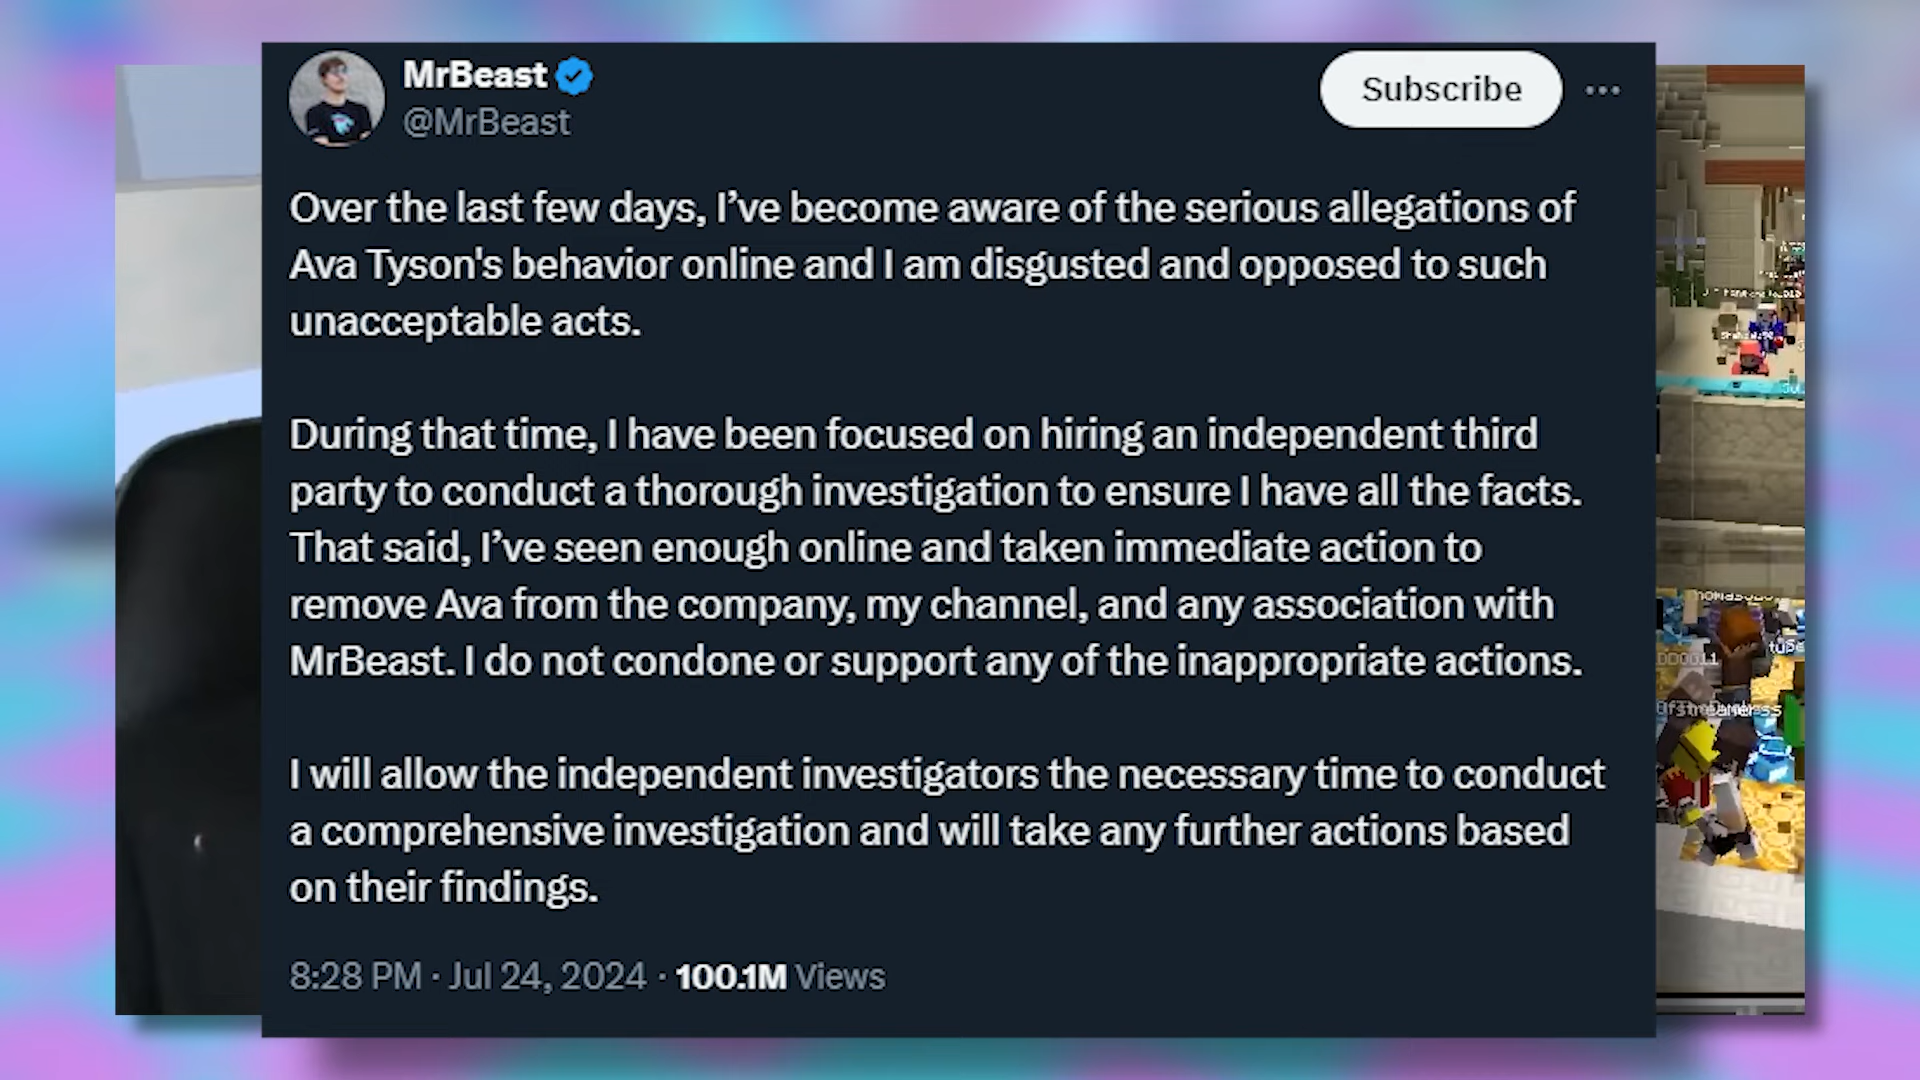 MrBeast
@MrBeast
Subscribe
Over the last few days, I’ve become aware of the serious allegations of
Ava Tyson's behavior online and I am disgusted and opposed to such
unacceptable acts.
During that time, I have been focused on hiring an independent third
party to conduct a thorough investigation to ensure I have all the facts.
That said, I’ve seen enough online and taken immediate action to
remove Ava from the company, my channel, and any association with
MrBeast. I do not condone or support any of the inappropriate actions.
I will allow the independent investigators the necessary time to conduct
a comprehensive investigation and will take any further actions based
on their findings.
8:28 PM · Jul 24, 2024 · 100.1M Views